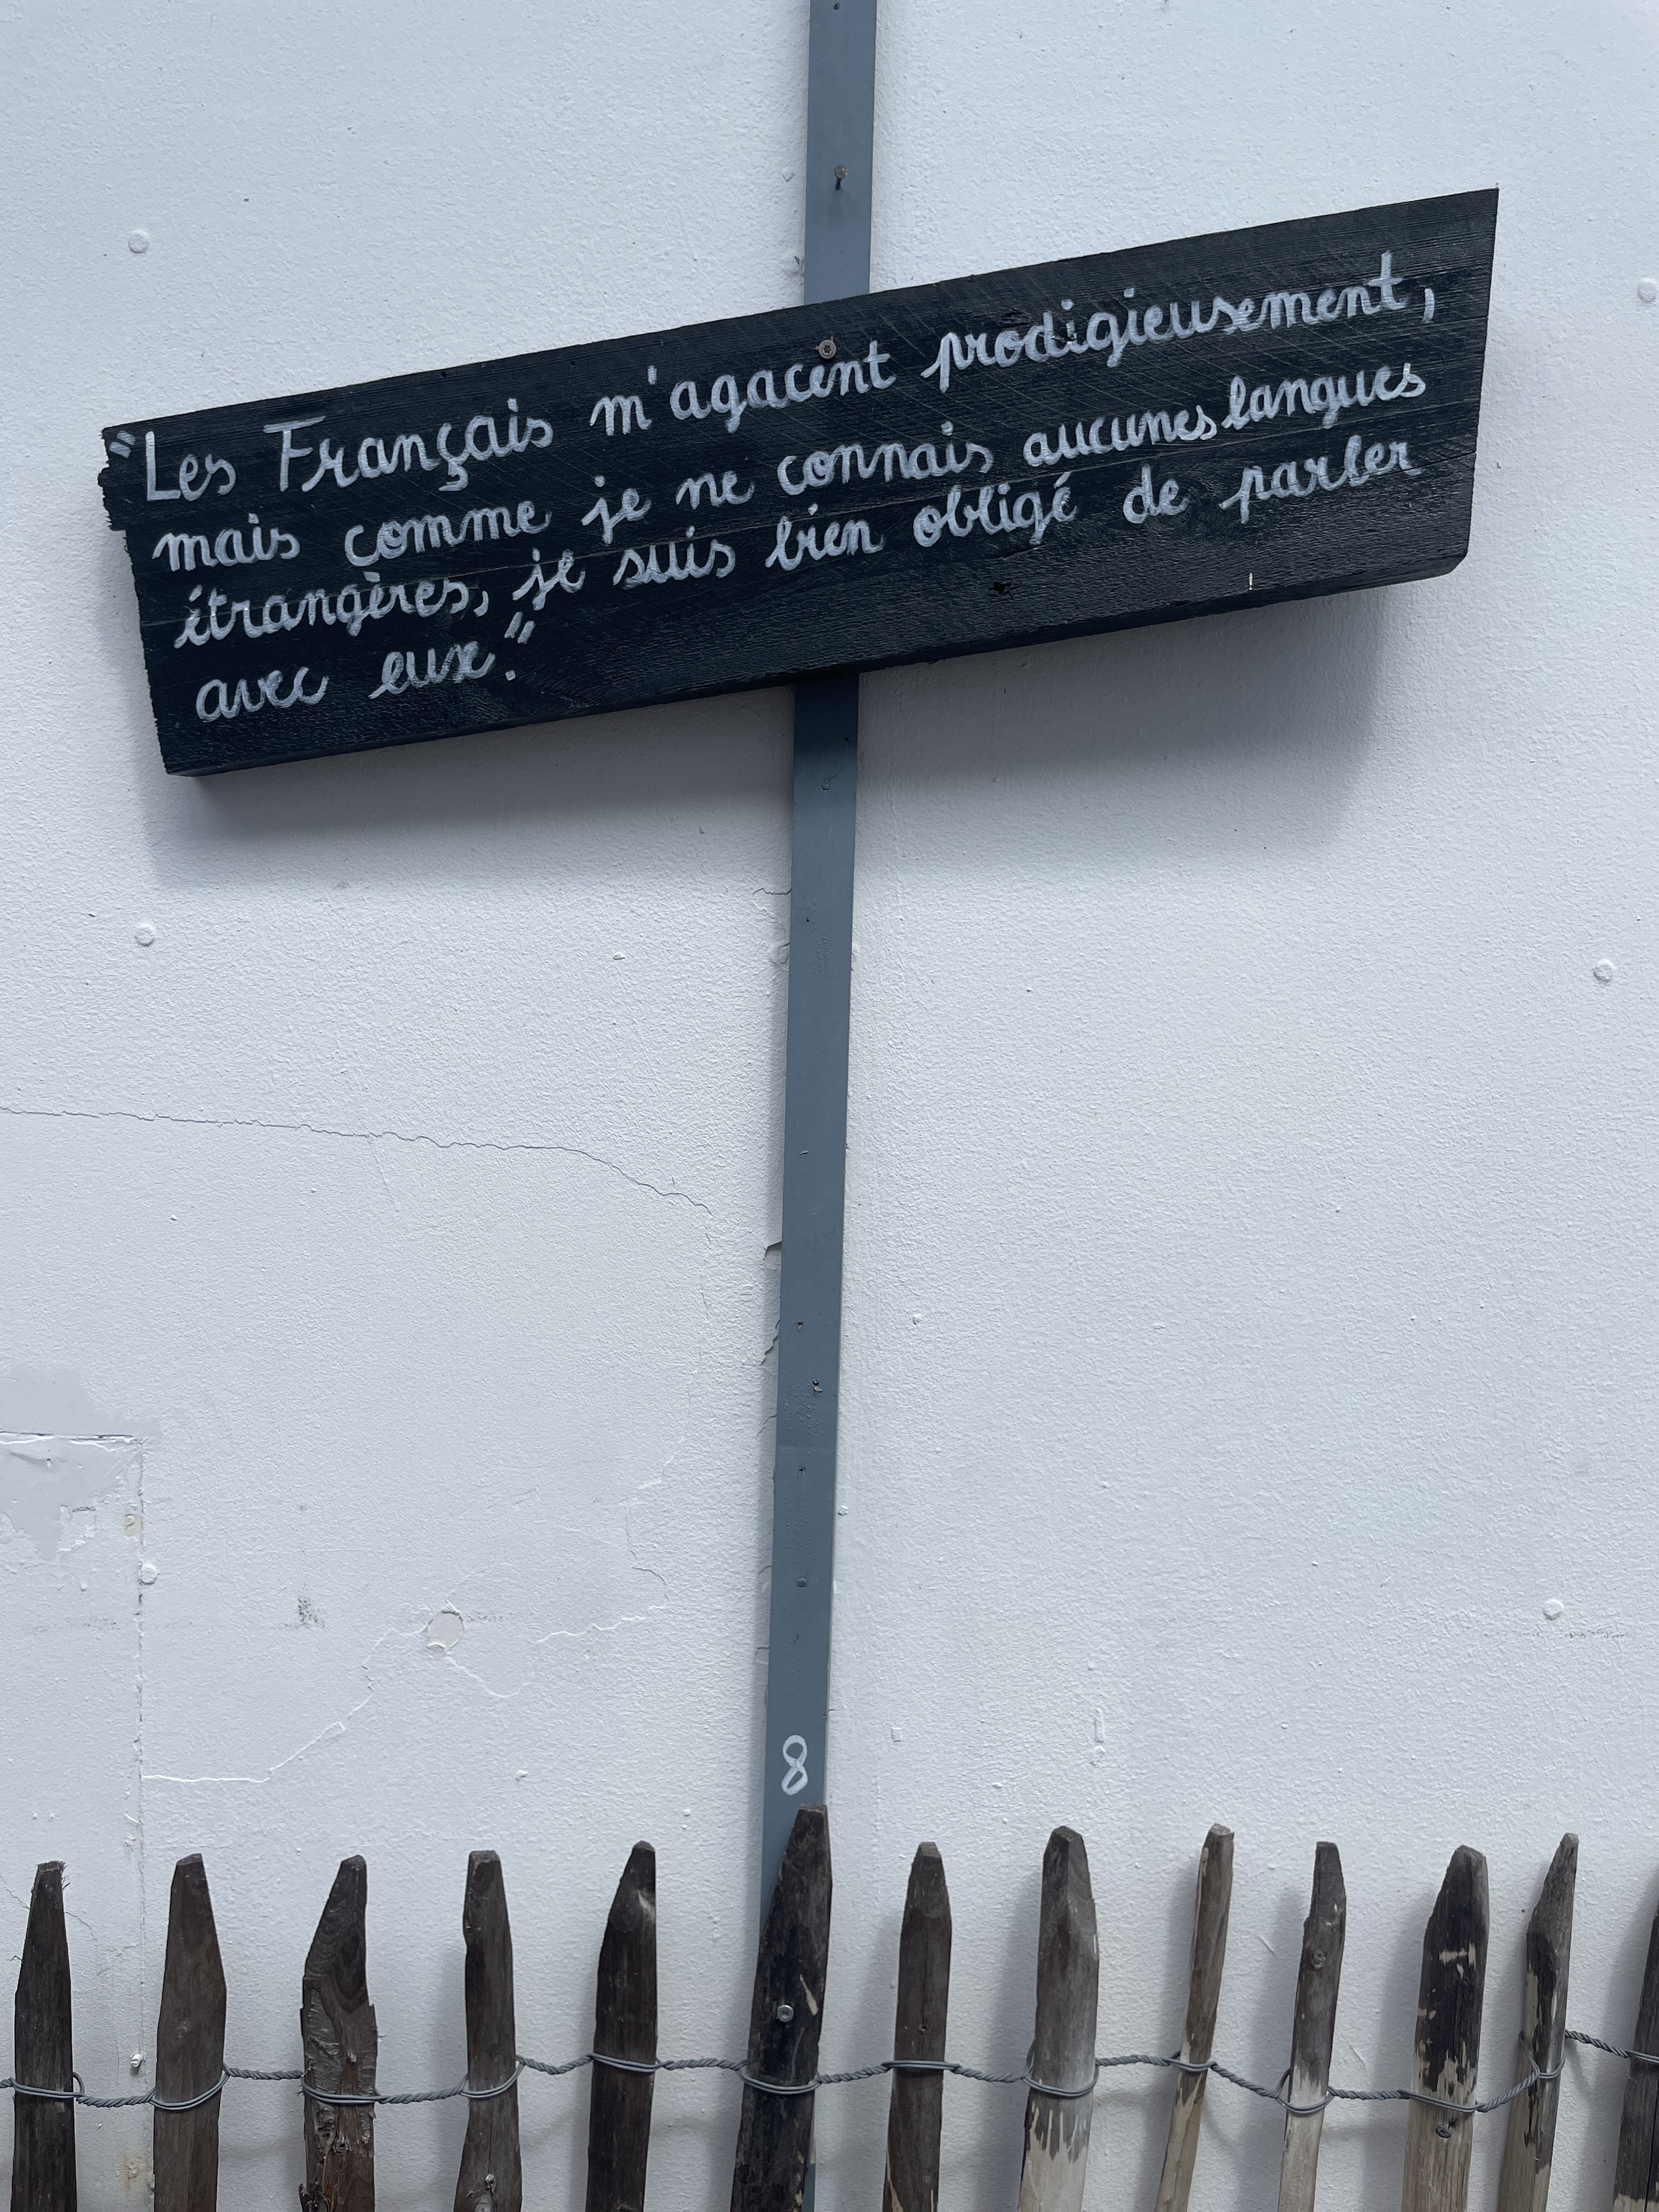 "Les Français m'agacent prodigieusement,
mais comme je ne connais aucunes langues
étrangères, je suis bien obligé de parler
avec eux."
8